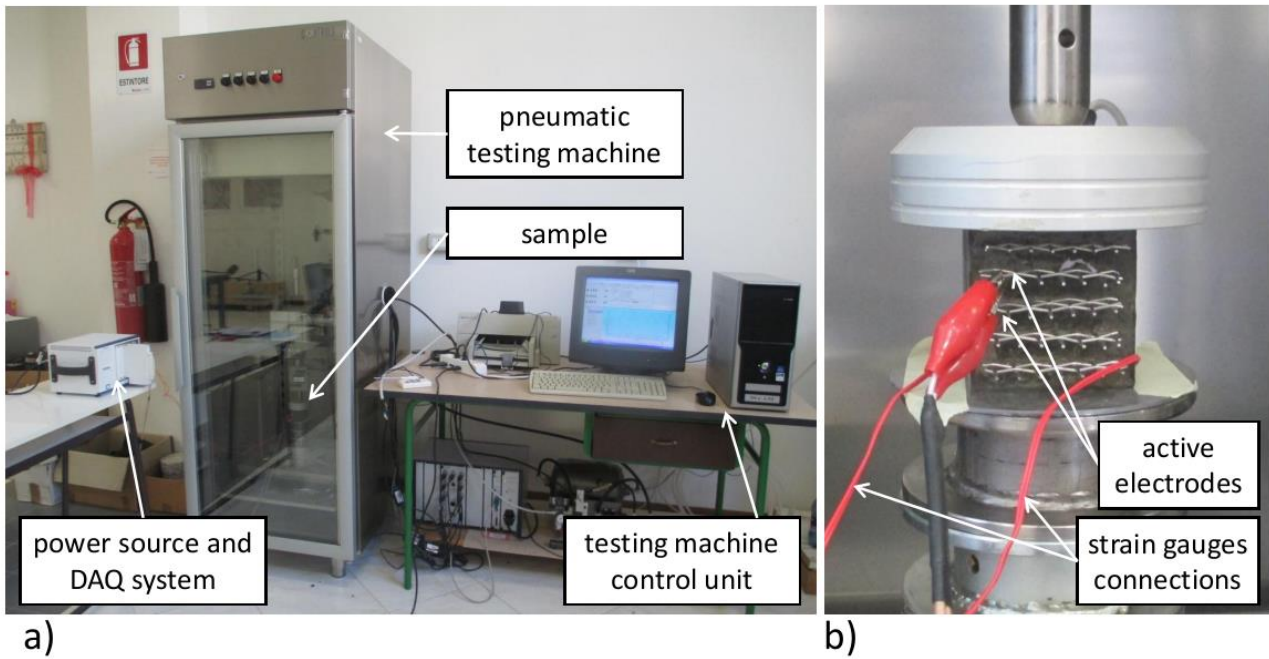 ESTINTORE
pneumatic
testing machine
sample
power source and
DAQ system
testing machine
control unit
active
electrodes
strain gauges
connections
a)
b)